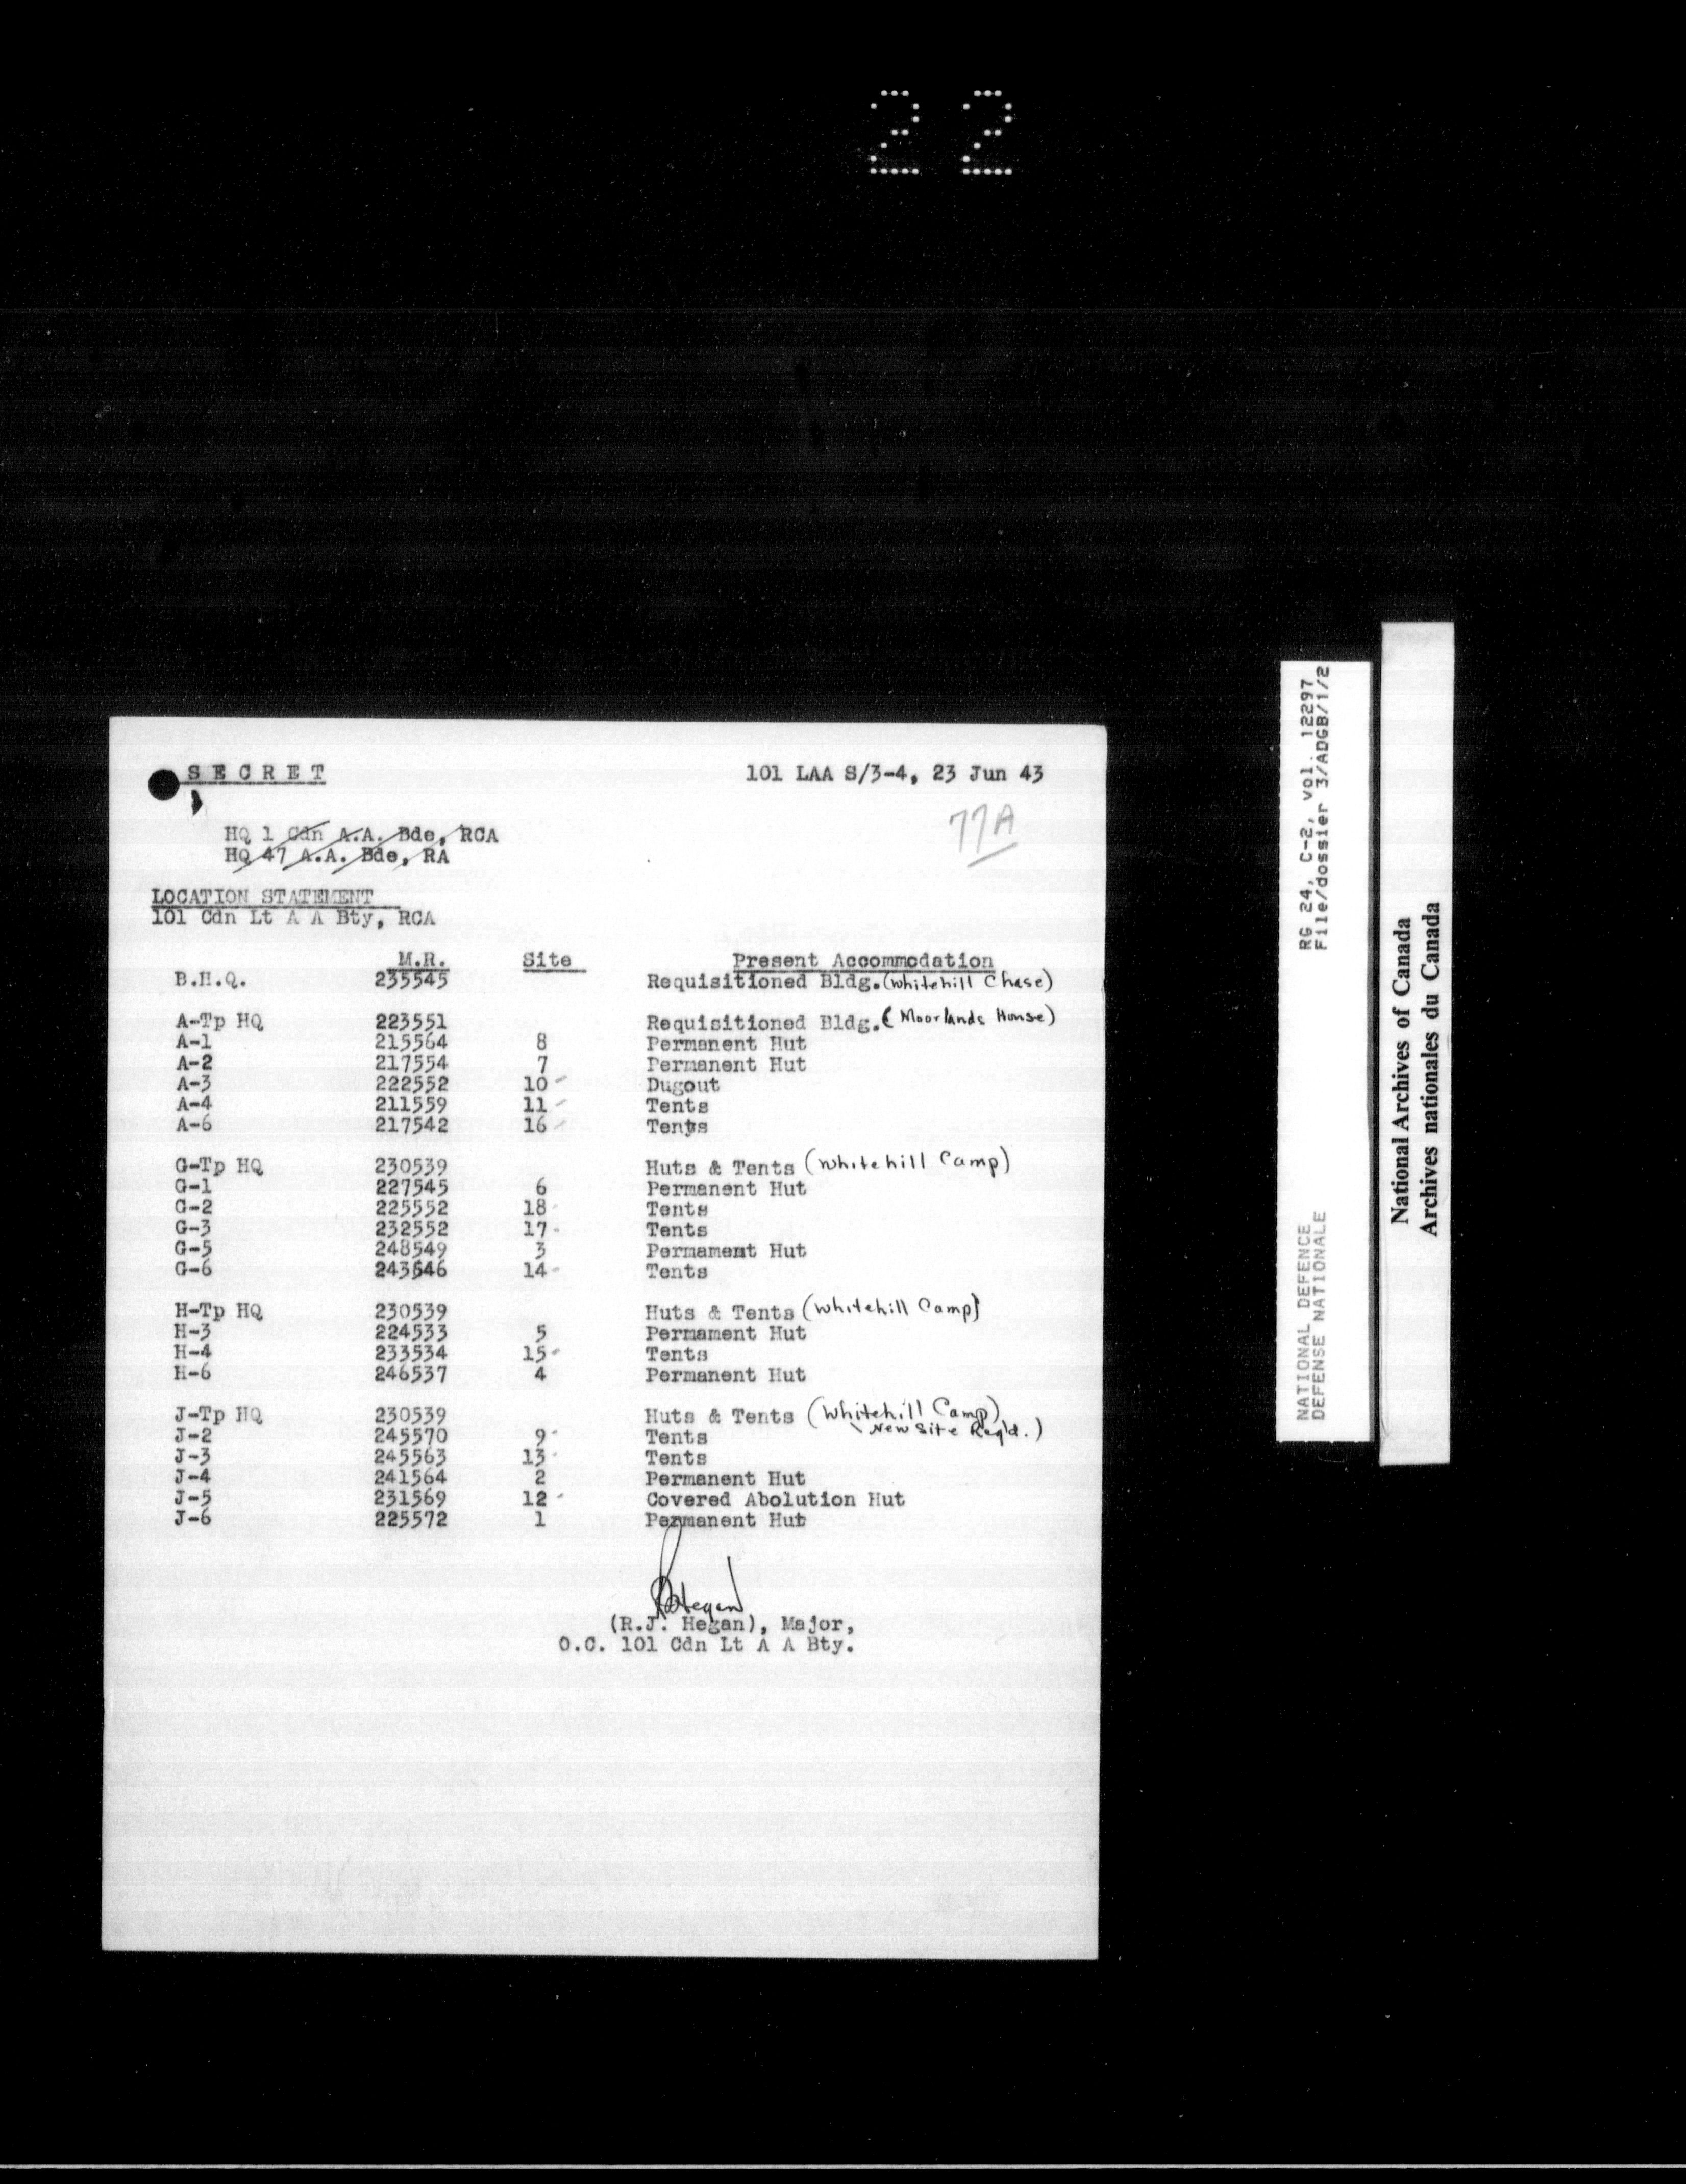 22
S E C R E T 101 LAA S/3-4, 23 Jun 43
77A
HQ 1 Cdn A.A. Bde, RCA
HQ 47 A.A. Bde, RA
LOCATION STATEMENT
101 Cdn Lt A A Bty, RCA
M.R. Site Present Accommodation
B.H.Q. 235545 Requisitioned Bldg. (Whitehill Chase)
A-Tp HQ 223551 Requisitioned Bldg. (Moorlands House)
A-1 215564 8 Permanent Hut
A-2 217554 7 Permanent Hut
A-3 222552 10 Dugout
A-4 211559 11 Tents
A-6 217542 16 Tents
G-Tp HQ 230539 Huts & Tents (Whitehill Camp)
G-1 227545 6 Permanent Hut
G-2 225552 18 Tents
G-3 232552 17 Tents
G-5 248549 3 Permament Hut
G-6 243546 14 Tents
H-Tp HQ 230539 Huts & Tents (Whitehill Camp)
H-3 224533 5 Permament Hut
H-4 233534 15 Tents
H-6 246537 4 Permanent Hut
J-Tp HQ 230539 Huts & Tents (Whitehill Camp)
J-2 245570 9 Tents (New Site Req'd.)
J-3 245563 13 Tents
J-4 241564 2 Permanent Hut
J-5 231569 12 Covered Abolution Hut
J-6 225572 1 Permanent Hut
RJHegan
(R.J. Hegan), Major,
O.C. 101 Cdn Lt A A Bty.
RG 24, C-2, vol. 12297
File/dossier 3/ADGB/1/2
NATIONAL DEFENCE
DEFENSE NATIONALE
National Archives of Canada
Archives nationales du Canada